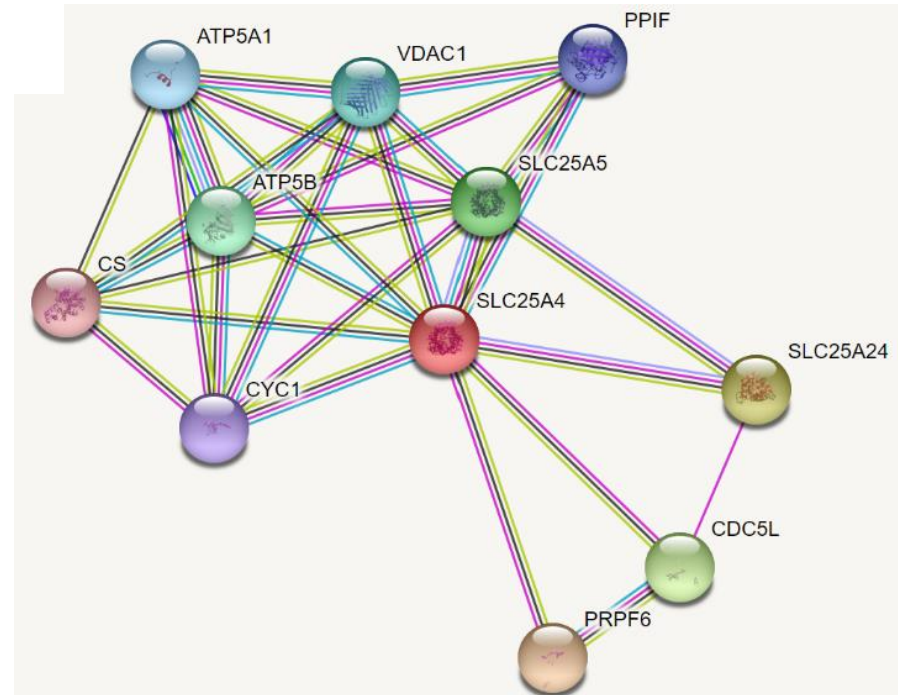 PPIF
ATP5A1
VDAC1
SLC25A5
ATP5B
CS
SLC25A4
SLC25A24
CYC1
CDC5L
PRPF6